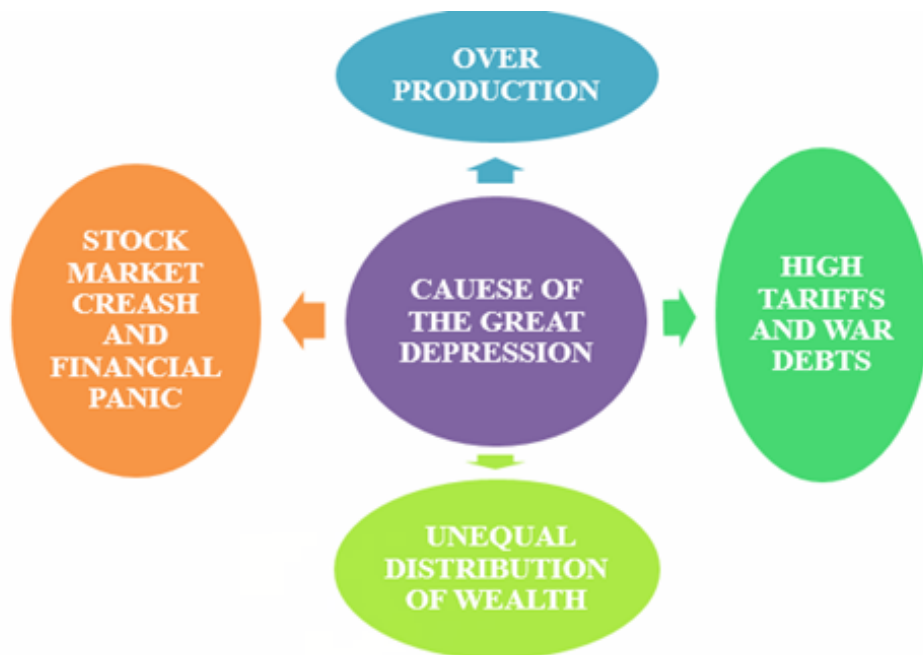 OVER
PRODUCTION
STOCK
MARKET
CREASH
AND
FINANCIAL
PANIC
CAUESE OF
THE GREAT
DEPRESSION
HIGH
TARIFFS
AND WAR
DEBTS
UNEQUAL
DISTRIBUTION
OF WEALTH